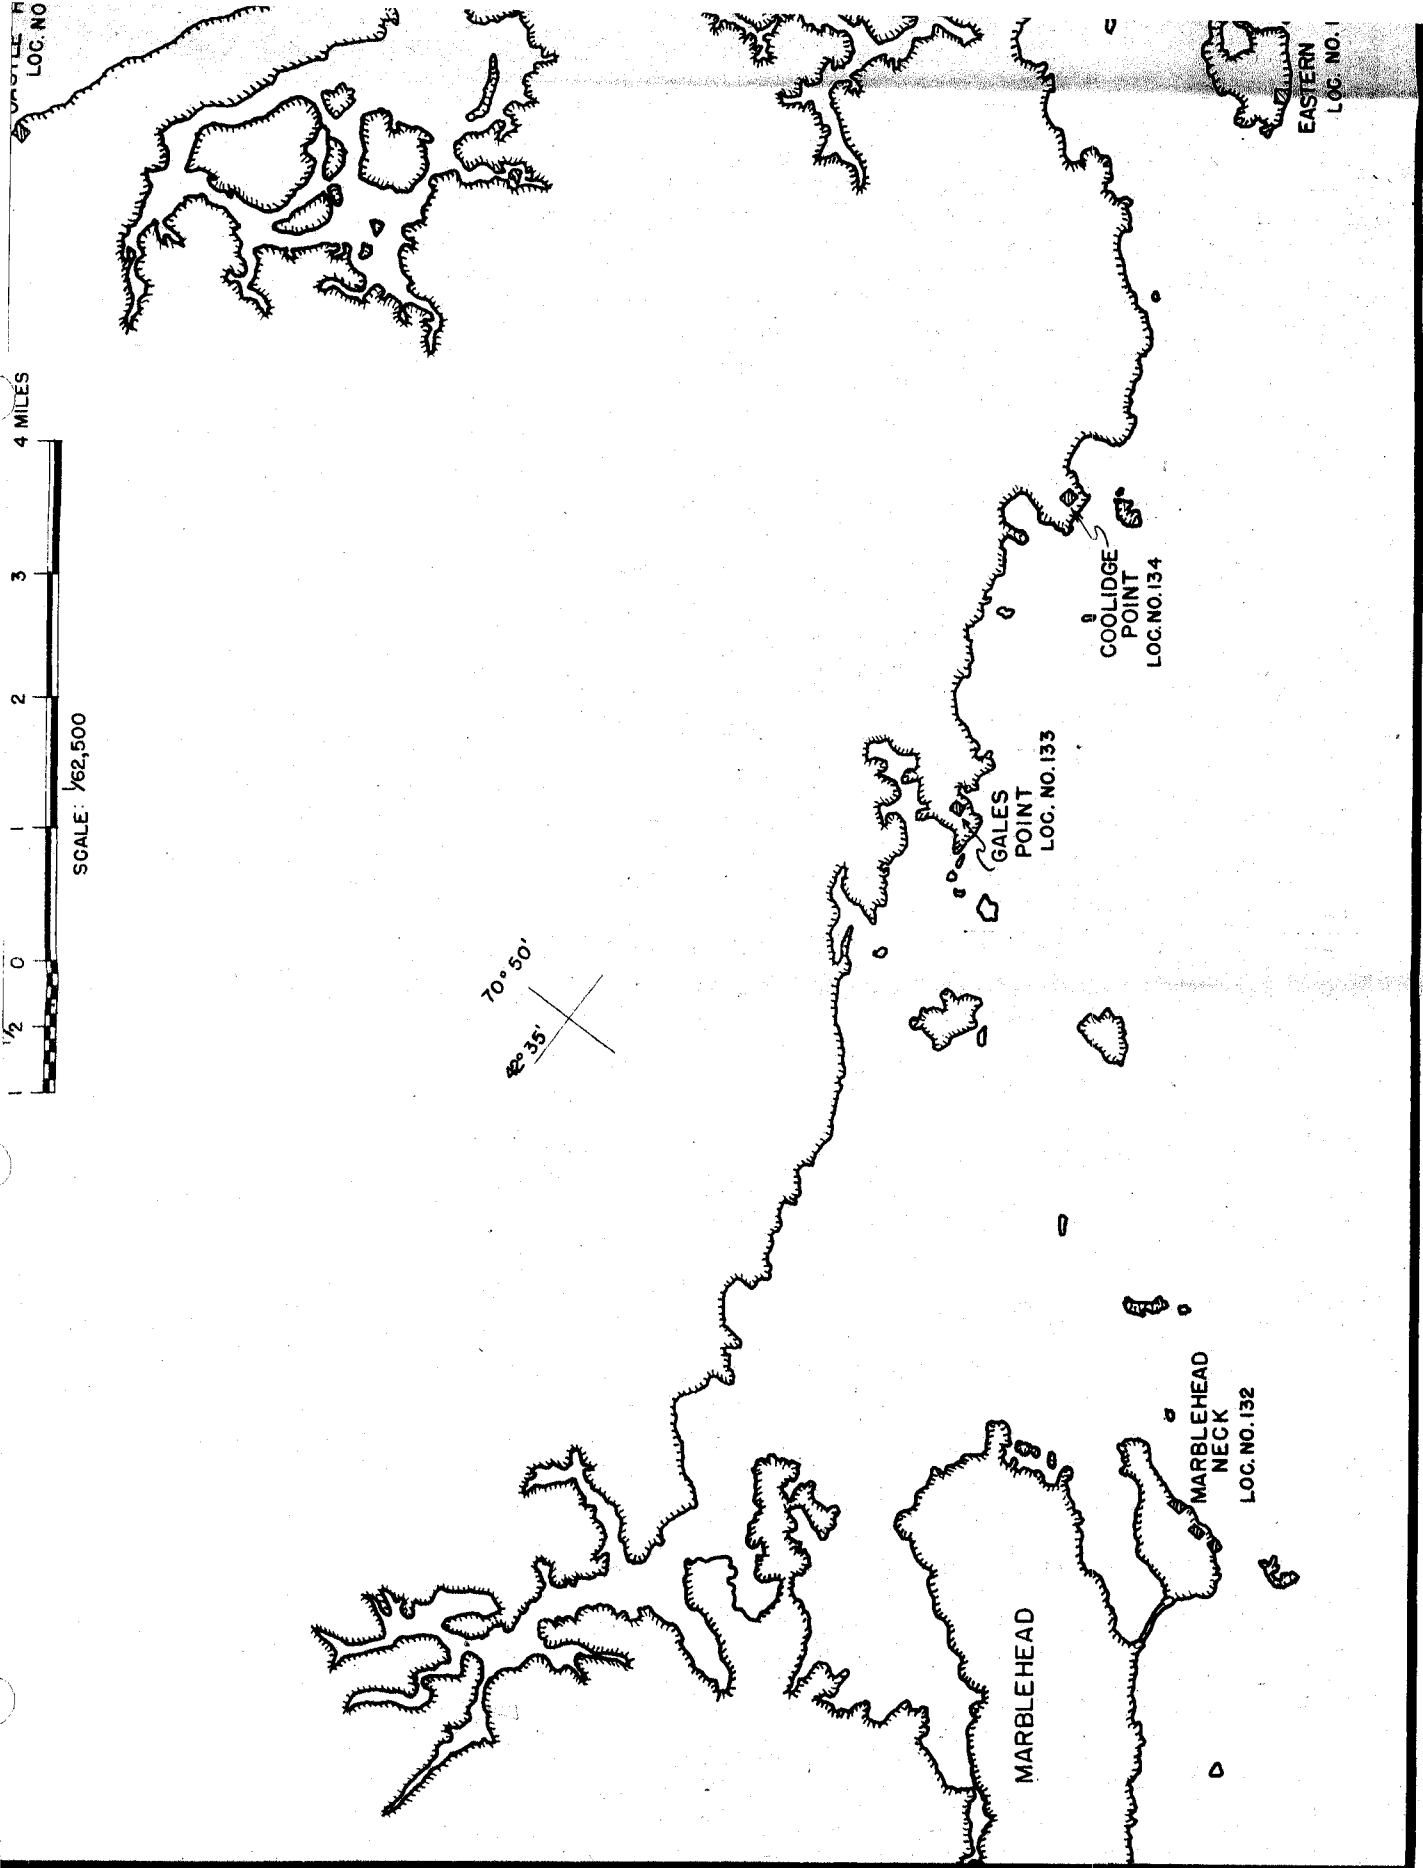 LOC. NO
1
1/2
0
1
2
3
4 MILES
SCALE: 1/62,500
70° 50'
42° 35'
EASTERN
LOC. NO. 1
COOLIDGE
POINT
LOC. NO. 134
GALES
POINT
LOC. NO. 133
MARBLEHEAD
NECK
LOC. NO. 132
MARBLEHEAD